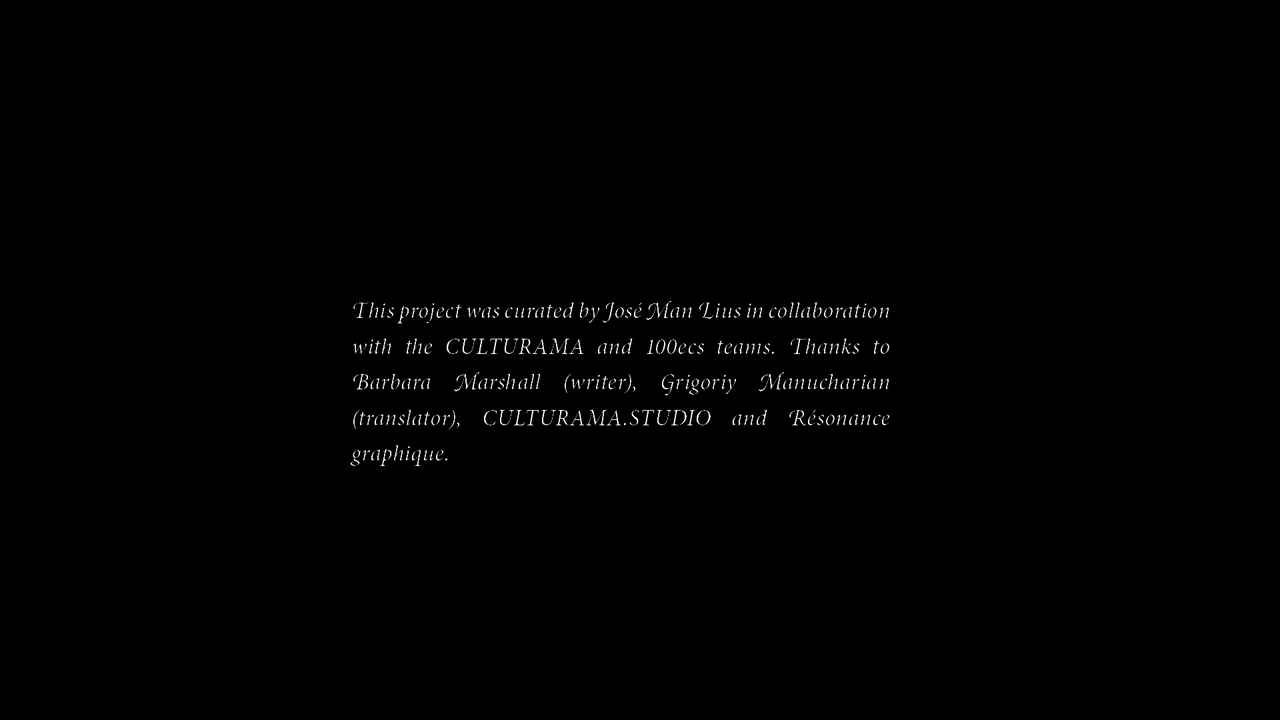 This project was curated by José Man Lius in collaboration
with the CULTURAMA and 100ecs teams. Thanks to
Barbara Marshall (writer), Grigoriy Manucharian
(translator), CULTURAMA.STUDIO and Résonance
graphique.